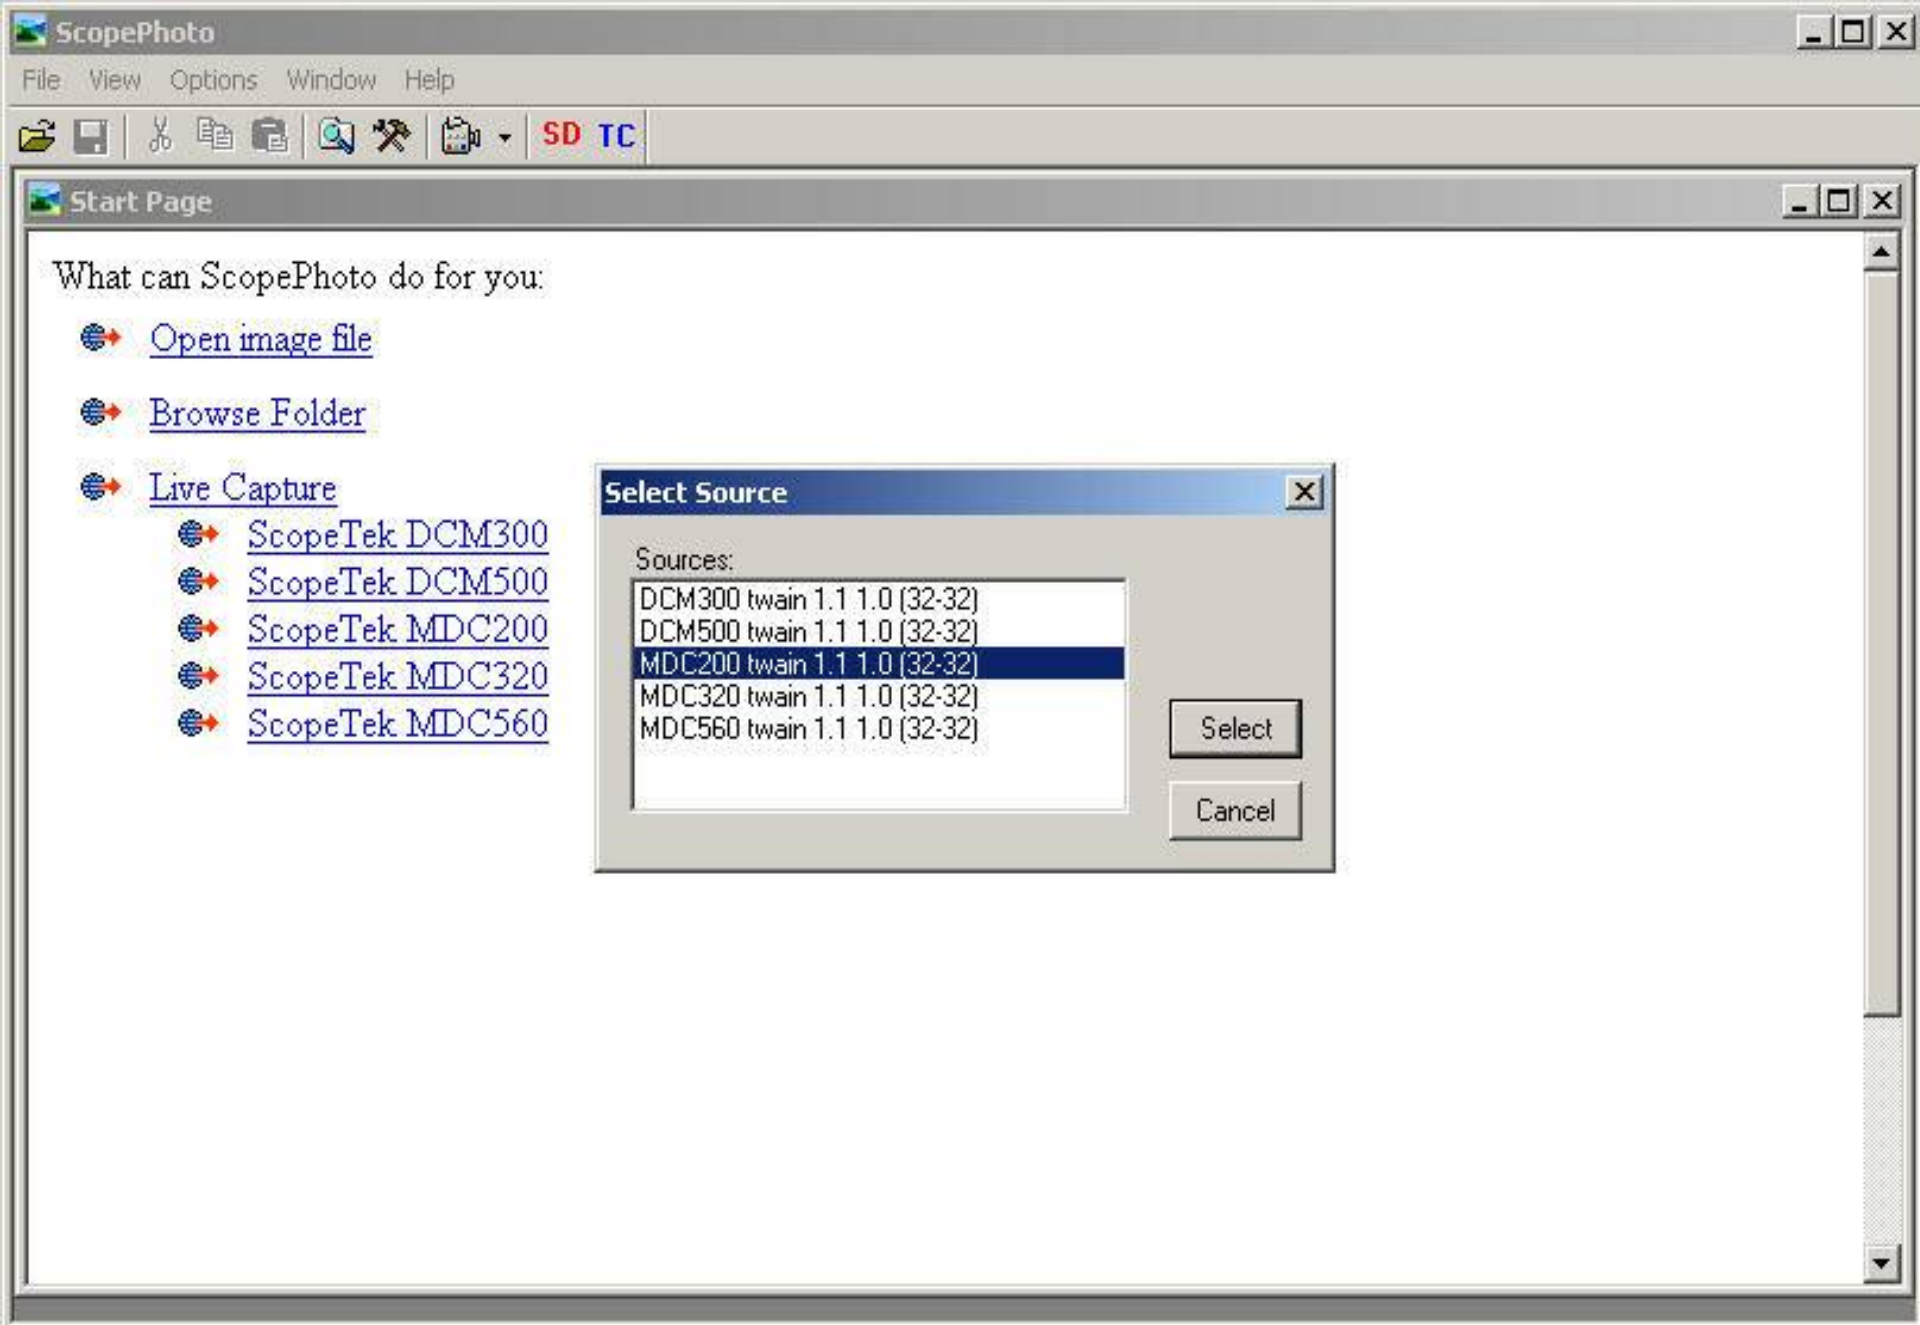 ScopePhoto
File View Options Window Help
SD TC
Start Page
What can ScopePhoto do for you:
Open image file
Browse Folder
Live Capture
ScopeTek DCM300
ScopeTek DCM500
ScopeTek MDC200
ScopeTek MDC320
ScopeTek MDC560
Select Source
Sources:
DCM300 twain 1.1 1.0 (32-32)
DCM500 twain 1.1 1.0 (32-32)
MDC200 twain 1.1 1.0 (32-32)
MDC320 twain 1.1 1.0 (32-32)
MDC560 twain 1.1 1.0 (32-32)
Select
Cancel